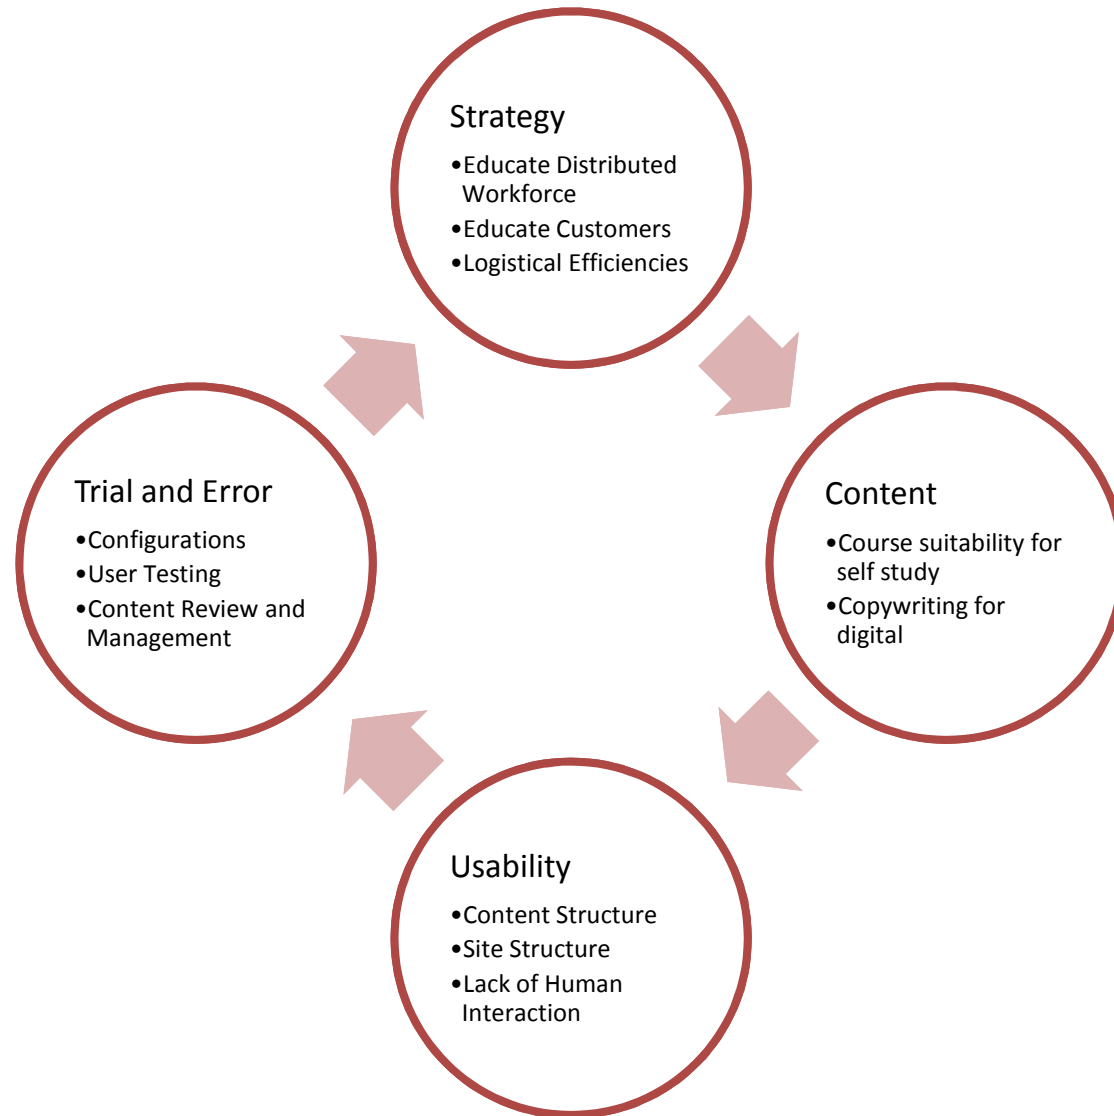 Strategy
•Educate Distributed
Workforce
•Educate Customers
•Logistical Efficiencies
Content
•Course suitability for
self study
•Copywriting for
digital
Usability
•Content Structure
•Site Structure
•Lack of Human
Interaction
Trial and Error
•Configurations
•User Testing
•Content Review and
Management